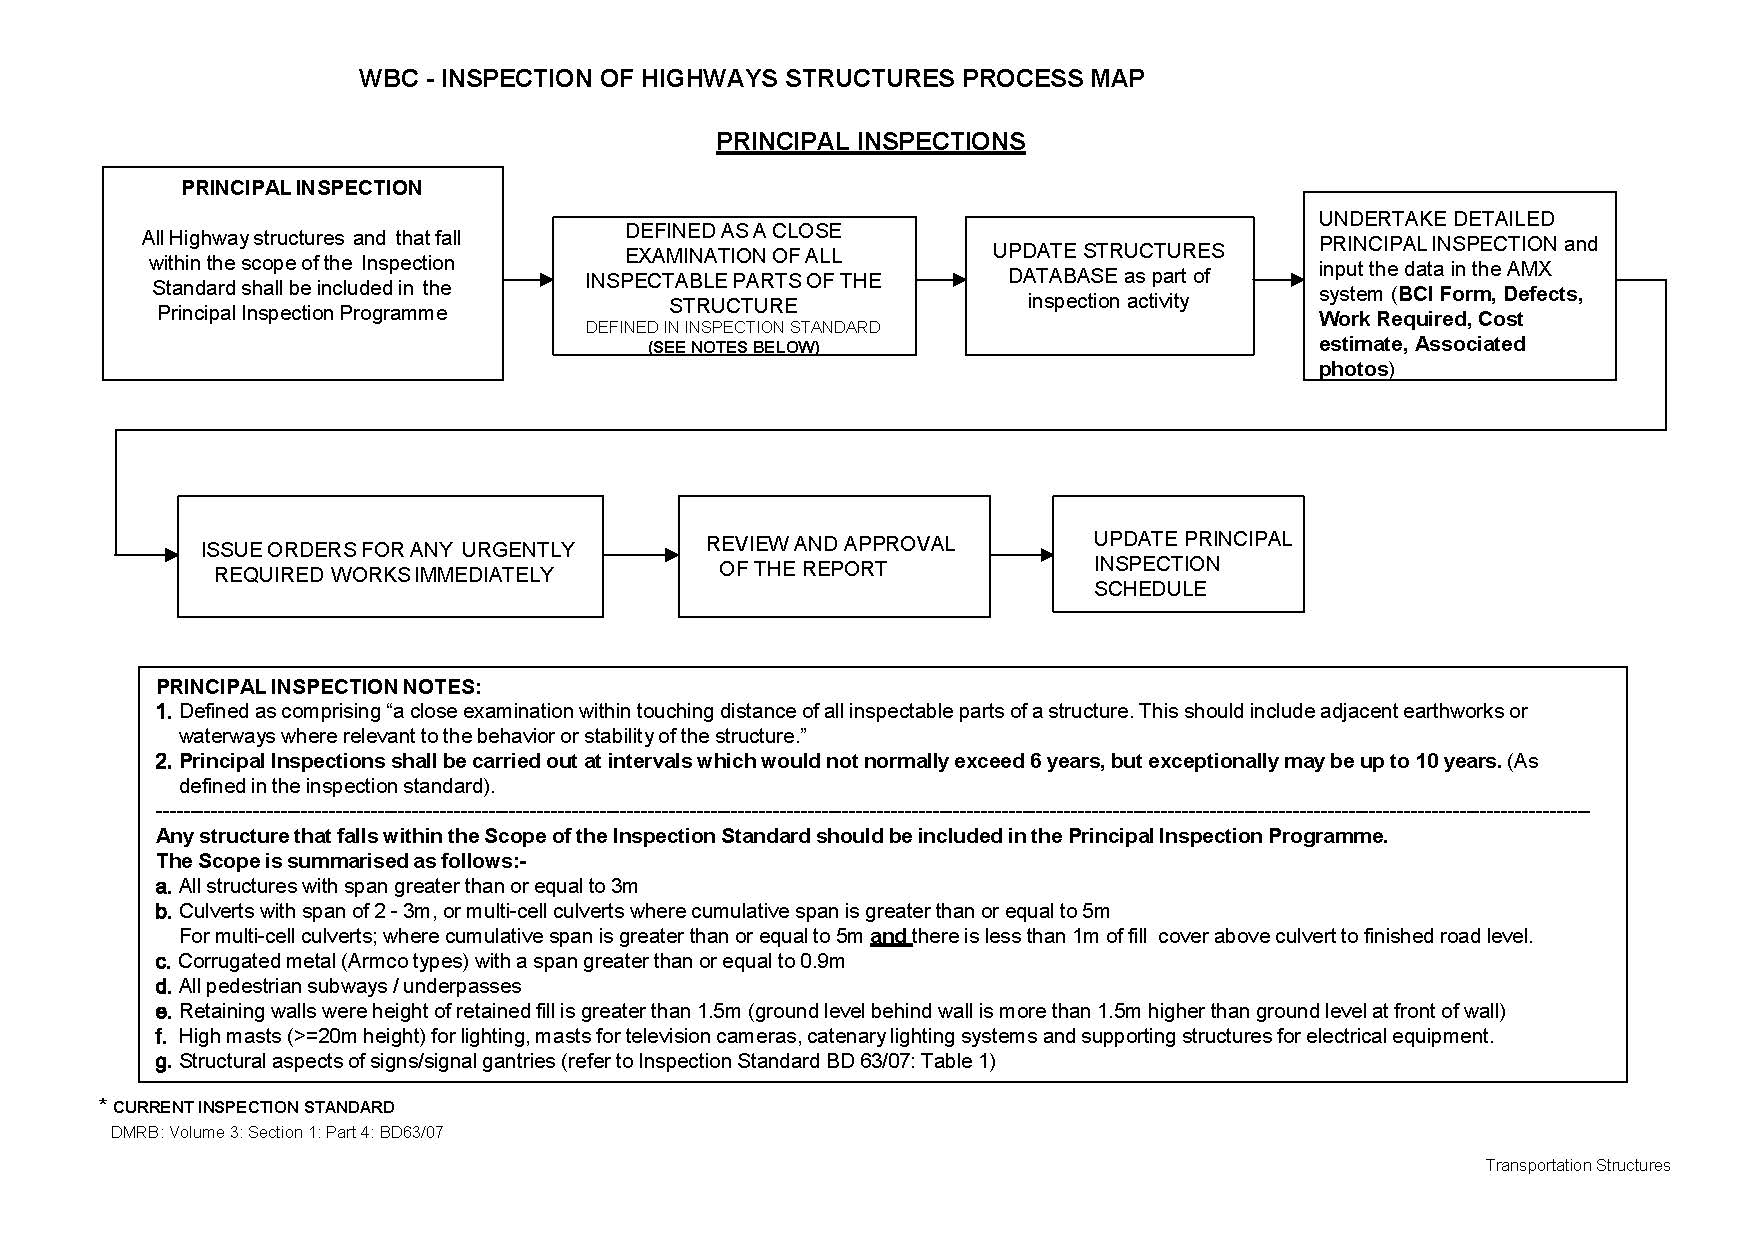 WBC - INSPECTION OF HIGHWAYS STRUCTURES PROCESS MAP
PRINCIPAL INSPECTIONS
PRINCIPAL INSPECTION
All Highway structures and that fall
within the scope of the Inspection
Standard shall be included in the
Principal Inspection Programme
DEFINED AS A CLOSE
EXAMINATION OF ALL
INSPECTABLE PARTS OF THE
STRUCTURE
DEFINED IN INSPECTION STANDARD
(SEE NOTES BELOW)
UPDATE STRUCTURES
DATABASE as part of
inspection activity
UNDERTAKE DETAILED
PRINCIPAL INSPECTION and
input the data in the AMX
system (BCI Form, Defects,
Work Required, Cost
estimate, Associated
photos)
ISSUE ORDERS FOR ANY URGENTLY
REQUIRED WORKS IMMEDIATELY
REVIEW AND APPROVAL
OF THE REPORT
UPDATE PRINCIPAL
INSPECTION
SCHEDULE
PRINCIPAL INSPECTION NOTES:
1. Defined as comprising “a close examination within touching distance of all inspectable parts of a structure. This should include adjacent earthworks or
waterways where relevant to the behavior or stability of the structure.”
2. Principal Inspections shall be carried out at intervals which would not normally exceed 6 years, but exceptionally may be up to 10 years. (As
defined in the inspection standard).
Any structure that falls within the Scope of the Inspection Standard should be included in the Principal Inspection Programme.
The Scope is summarised as follows:-
a. All structures with span greater than or equal to 3m
b. Culverts with span of 2 - 3m, or multi-cell culverts where cumulative span is greater than or equal to 5m
For multi-cell culverts; where cumulative span is greater than or equal to 5m and there is less than 1m of fill cover above culvert to finished road level.
c. Corrugated metal (Armco types) with a span greater than or equal to 0.9m
d. All pedestrian subways / underpasses
e. Retaining walls were height of retained fill is greater than 1.5m (ground level behind wall is more than 1.5m higher than ground level at front of wall)
f. High masts (>=20m height) for lighting, masts for television cameras, catenary lighting systems and supporting structures for electrical equipment.
g. Structural aspects of signs/signal gantries (refer to Inspection Standard BD 63/07: Table 1)
* CURRENT INSPECTION STANDARD
DMRB: Volume 3: Section 1: Part 4: BD63/07
Transportation Structures